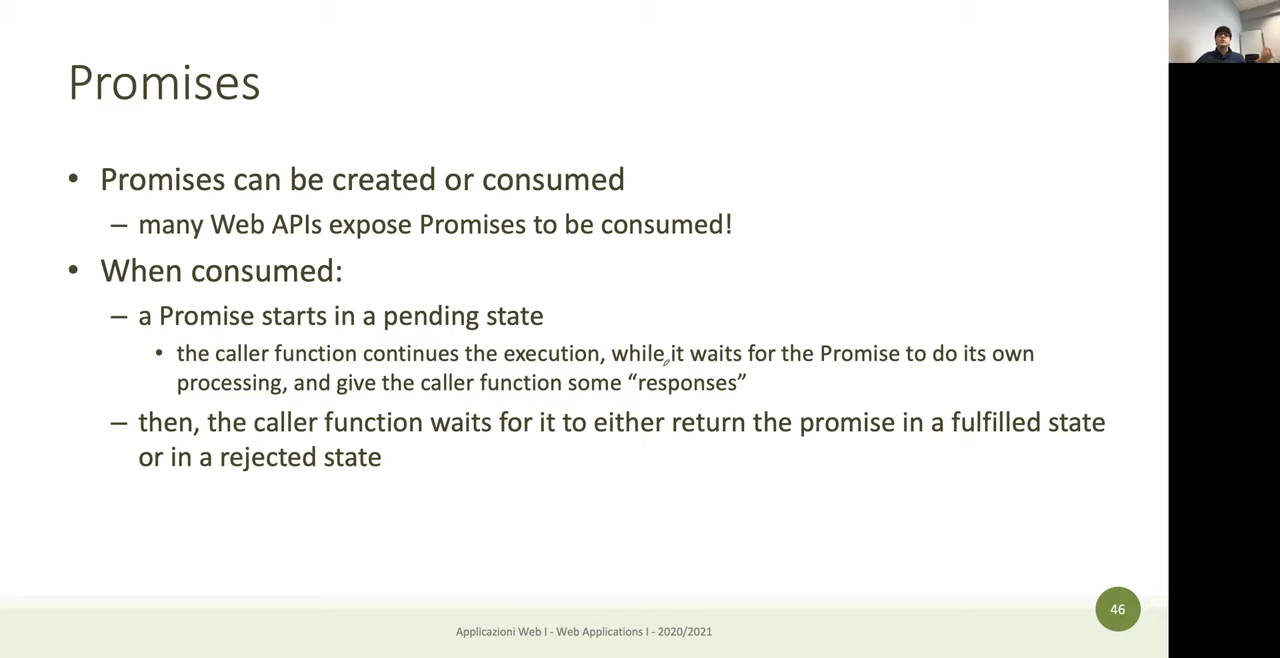 Promises
• Promises can be created or consumed
– many Web APIs expose Promises to be consumed!
• When consumed:
– a Promise starts in a pending state
• the caller function continues the execution, while it waits for the Promise to do its own
processing, and give the caller function some “responses”
– then, the caller function waits for it to either return the promise in a fulfilled state
or in a rejected state
46
Applicazioni Web I - Web Applications I - 2020/2021